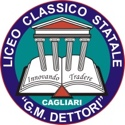 LICEO CLASSICO STATALE
Innovando Tradere
CAGLIARI
"G.M. DETTORI"